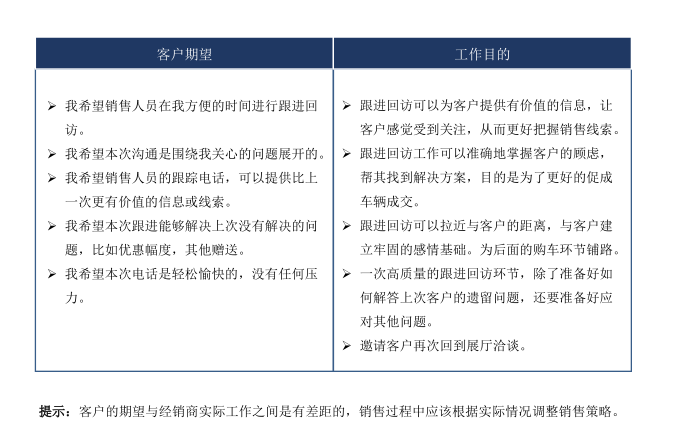 客户期望
工作目的
➢ 我希望销售人员在我方便的时间进行跟进回
访。
➢ 我希望本次沟通是围绕我关心的问题展开的。
➢ 我希望销售人员的跟踪电话，可以提供比上
一次更有价值的信息或线索。
➢ 我希望本次跟进能够解决上次没有解决的问
题，比如优惠幅度，其他赠送。
➢ 我希望本次电话是轻松愉快的，没有任何压
力。
➢ 跟进回访可以为客户提供有价值的信息，让
客户感觉受到关注，从而更好把握销售线索。
➢ 跟进回访工作可以准确地掌握客户的顾虑，
帮其找到解决方案，目的是为了更好的促成
车辆成交。
➢ 跟进回访可以拉近与客户的距离，与客户建
立牢固的感情基础。为后面的购车环节铺路。
➢ 一次高质量的跟进回访环节，除了准备好如
何解答上次客户的遗留问题，还要准备好应
对其他问题。
➢ 邀请客户再次回到展厅洽谈。
提示：客户的期望与经销商实际工作之间是有差距的，销售过程中应该根据实际情况调整销售策略。